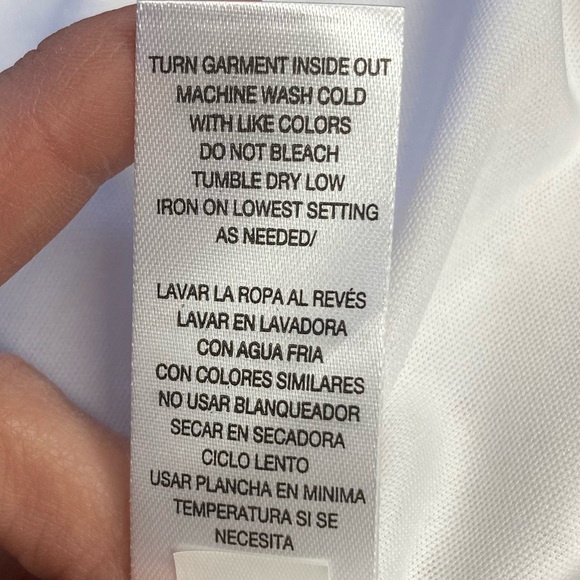 TURN GARMENT INSIDE OUT
MACHINE WASH COLD
WITH LIKE COLORS
DO NOT BLEACH
TUMBLE DRY LOW
IRON ON LOWEST SETTING
AS NEEDED/
LAVAR LA ROPA AL REVÉS
LAVAR EN LAVADORA
CON AGUA FRIA
CON COLORES SIMILARES
NO USAR BLANQUEADOR
SECAR EN SECADORA
CICLO LENTO
USAR PLANCHA EN MINIMA
TEMPERATURA SI SE
NECESITA